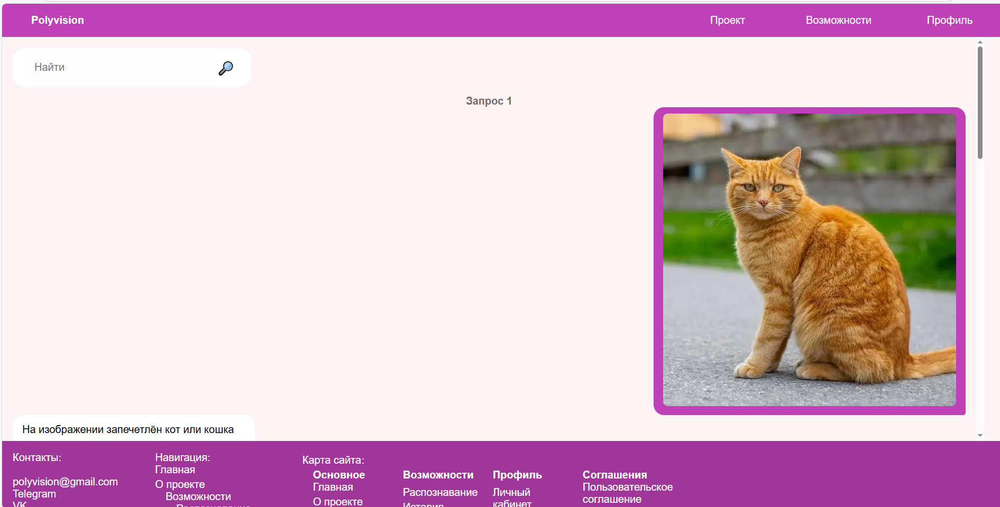 Polyvision
Проект
Возможности
Профиль
Найти
Запрос 1
На изображении запечетлён кот или кошка
Контакты:
polyvision@gmail.com
Telegram
VK
Навигация:
Главная
О проекте
Возможности
Распознавание
Карта сайта:
Основное
Главная
О проекте
Возможности
Распознавание
История
Профиль
Личный
кабинет
Соглашения
Пользовательское
соглашение